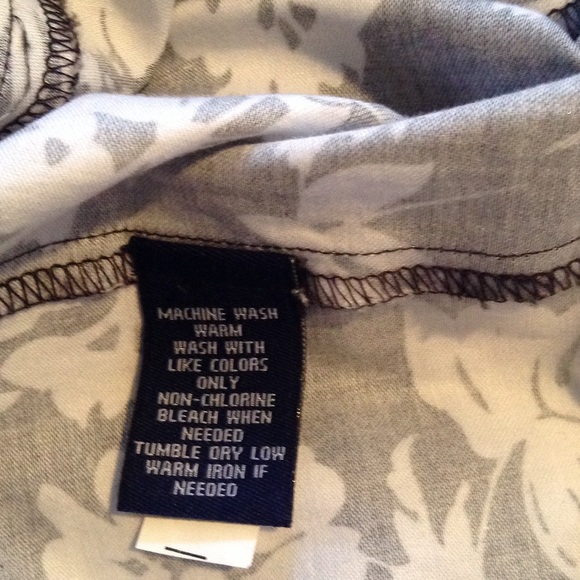 MACHINE WASH
WARM
WASH WITH
LIKE COLORS
ONLY
NON-CHLORINE
BLEACH WHEN
NEEDED
TUMBLE DRY LOW
WARM IRON IF
NEEDED